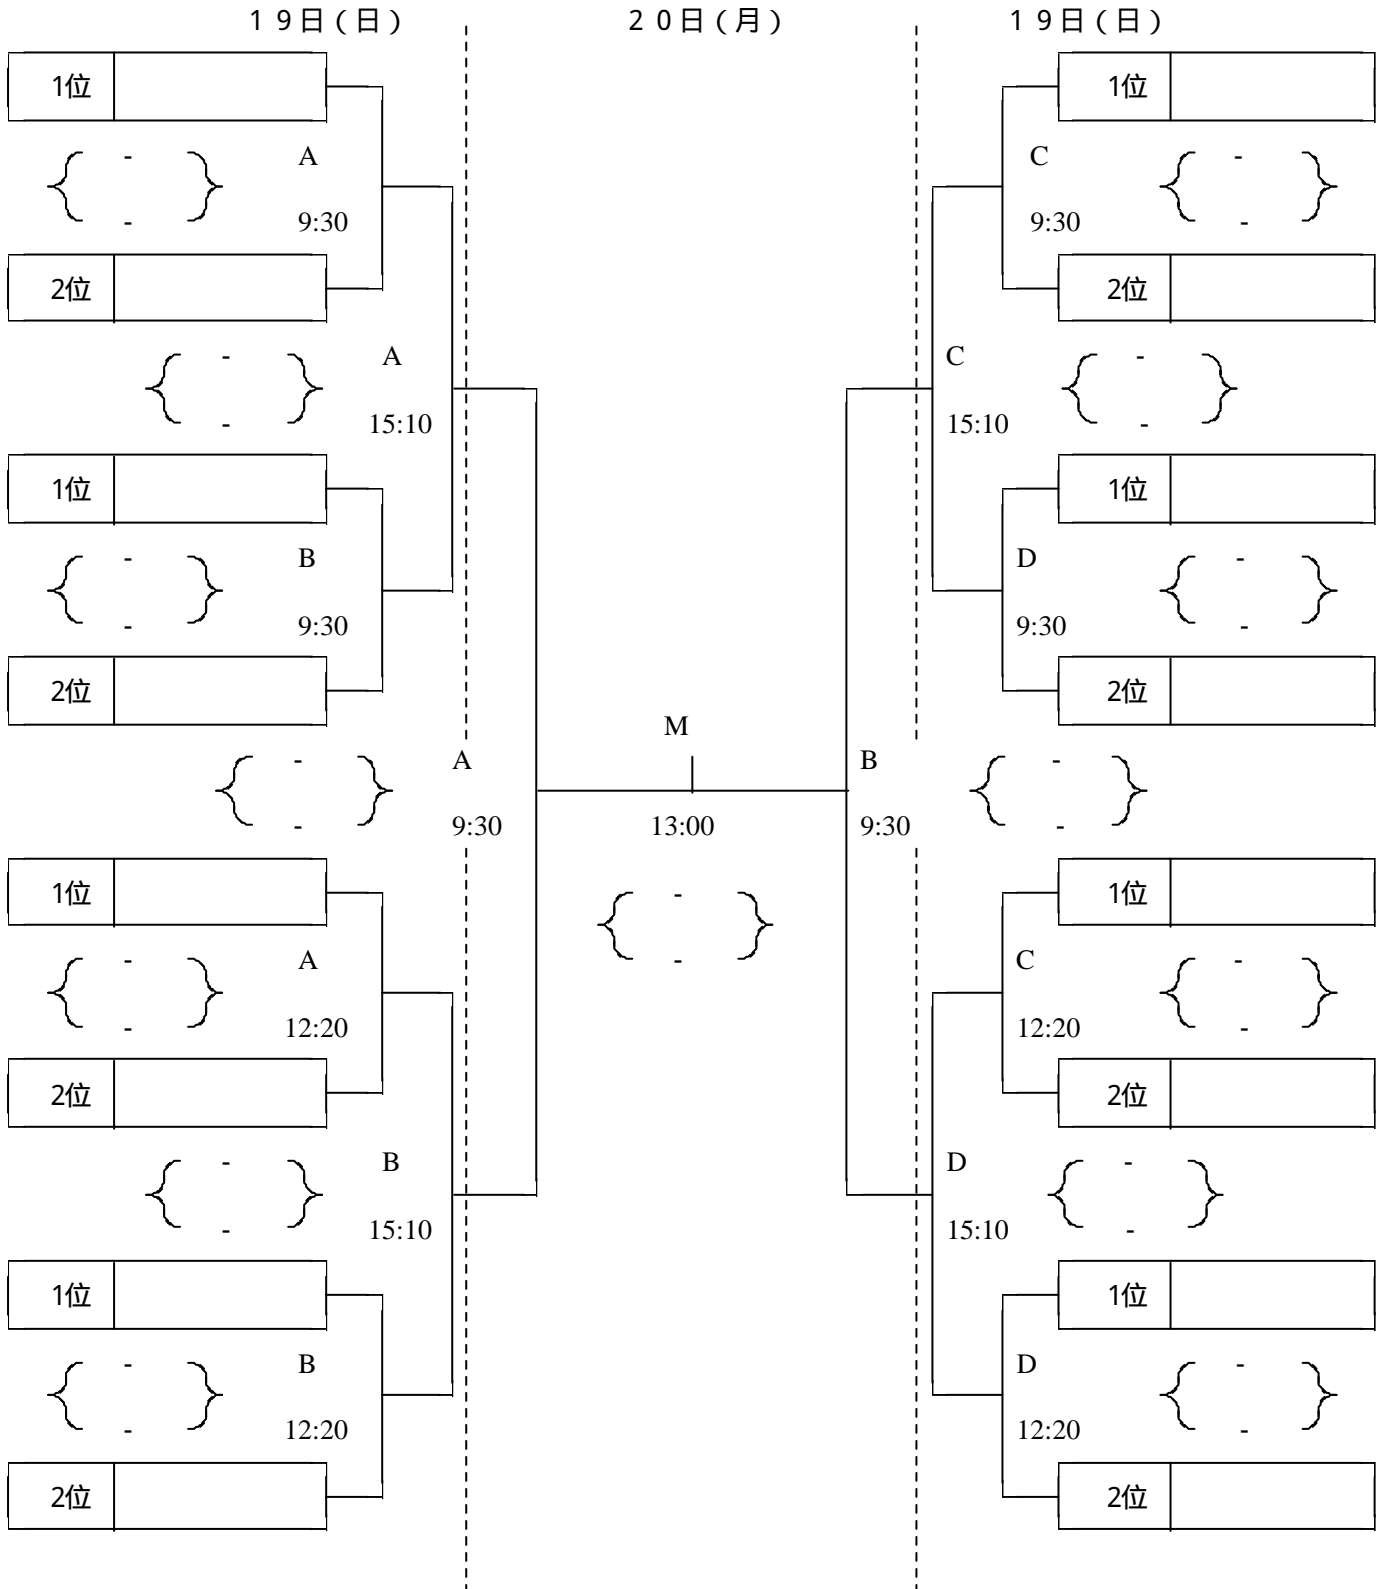 １９日（日） ２０日（月） １９日（日）
1位 1位
A - C -
9:30 - 9:30 -
2位 2位
- A C -
- 15:10 15:10 -
1位 1位
- B D -
- 9:30 9:30 -
2位 2位
M
- A B -
- 9:30 13:00 9:30 -
1位 - 1位
- A - C -
- 12:20 12:20 -
2位 2位
- B D -
- 15:10 15:10 -
1位 1位
- B D -
- 12:20 12:20 -
2位 2位